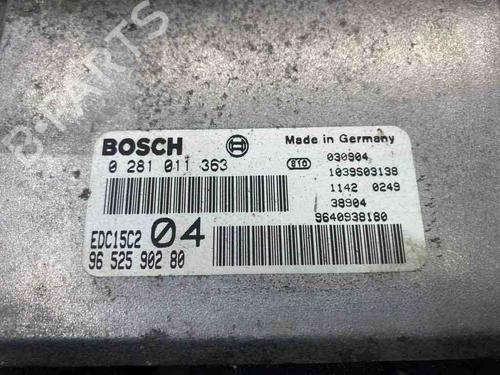 B-PARTS
BOSCH
Made in Germany
0 281 011 363
810
030904
1039S03138
1142 0249
38904
9640938180
EDC15C2 04
96 525 902 80